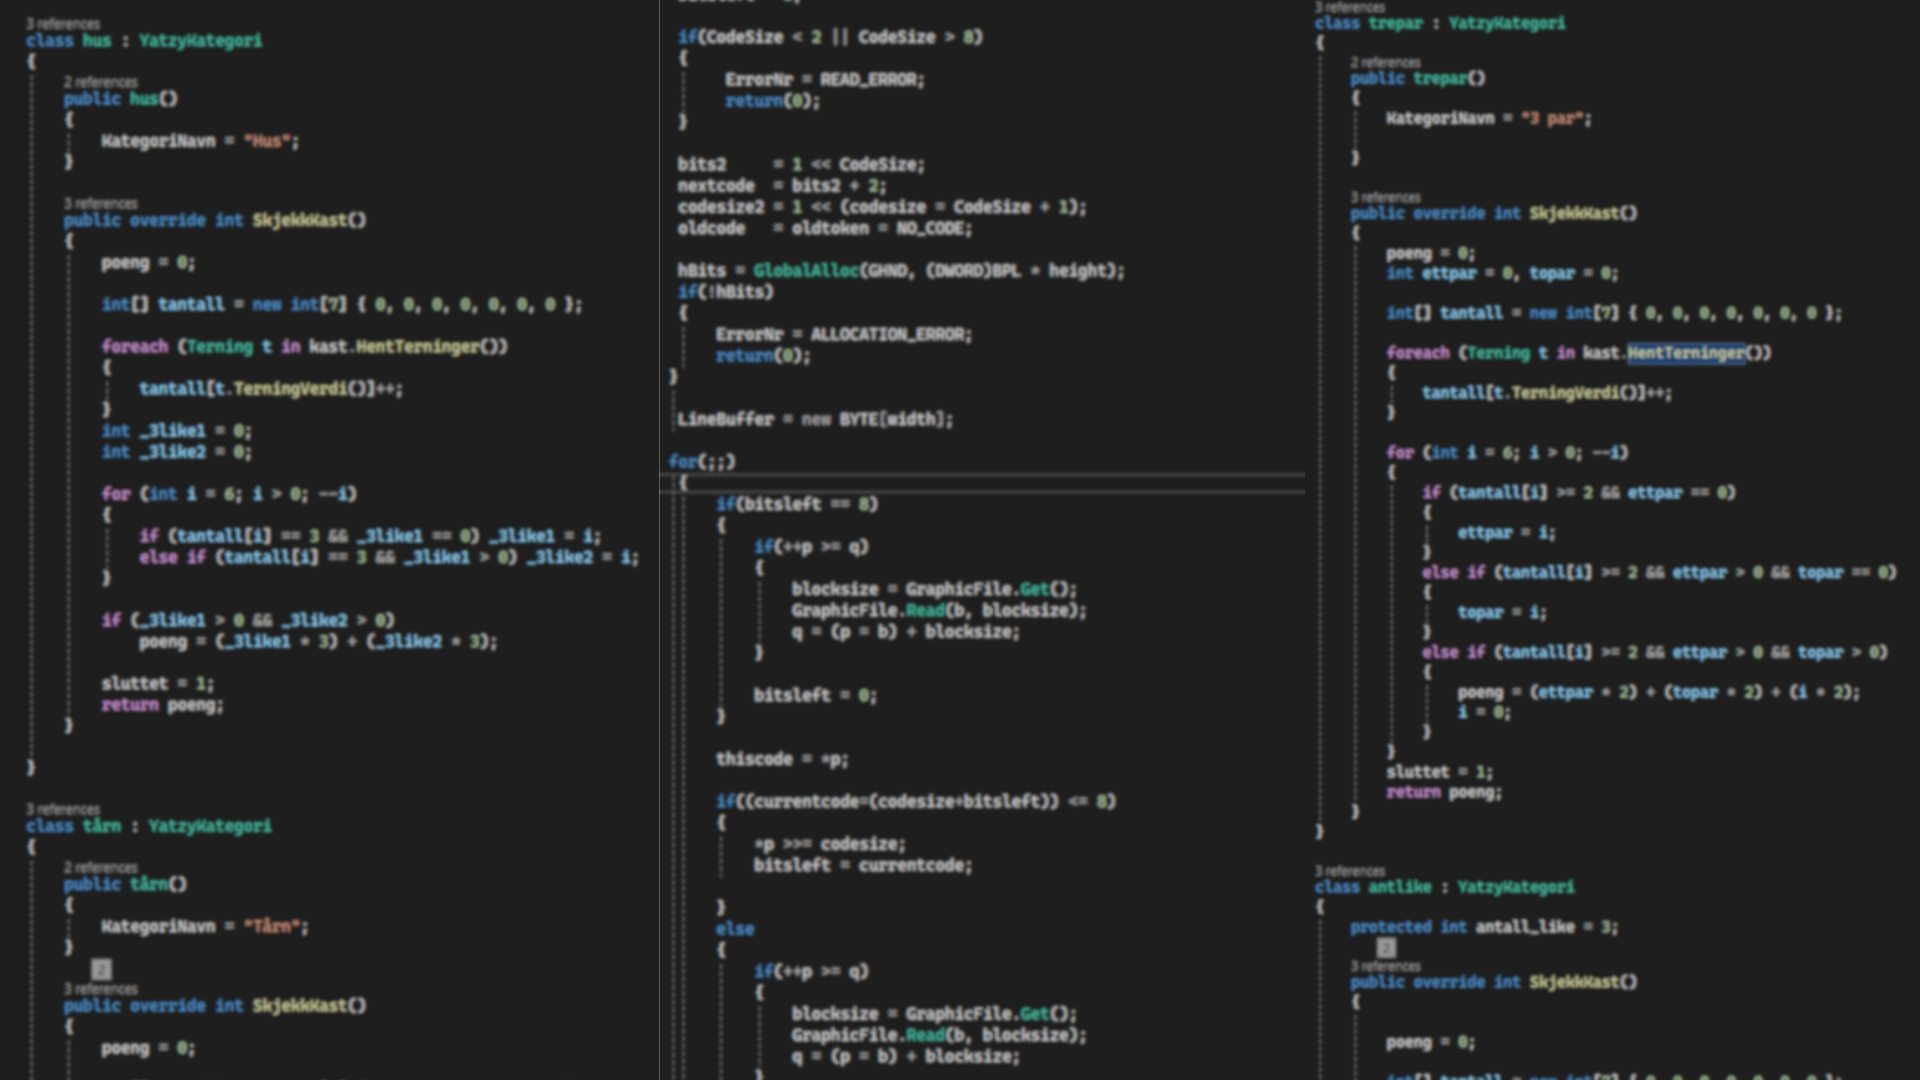 3 references
class hus : YatzyKategori
{
2 references
public hus()
{
KategoriNavn = "Hus";
}
3 references
public override int SkjekkKast()
{
poeng = 0;
int[] tantall = new int[7] { 0, 0, 0, 0, 0, 0, 0 };
foreach (Terning t in kast.HentTerninger())
{
tantall[t.TerningVerdi()]++;
}
int _3like1 = 0;
int _3like2 = 0;
for (int i = 6; i > 0; --i)
{
if (tantall[i] == 3 && _3like1 == 0) _3like1 = i;
else if (tantall[i] == 3 && _3like1 > 0) _3like2 = i;
}
if (_3like1 > 0 && _3like2 > 0)
poeng = (_3like1 * 3) + (_3like2 * 3);
sluttet = 1;
return poeng;
}
}
3 references
class tårn : YatzyKategori
{
2 references
public tårn()
{
KategoriNavn = "Tårn";
}
2
3 references
public override int SkjekkKast()
{
poeng = 0;
if(CodeSize < 2 || CodeSize > 8)
{
ErrorNr = READ_ERROR;
return(0);
}
bits2 = 1 << CodeSize;
nextcode = bits2 + 2;
codesize2 = 1 << (codesize = CodeSize + 1);
oldcode = oldtoken = NO_CODE;
hBits = GlobalAlloc(GHND, (DWORD)BPL * height);
if(!hBits)
{
ErrorNr = ALLOCATION_ERROR;
return(0);
}
LineBuffer = new BYTE[width];
for(;;)
{
if(bitsleft == 8)
{
if(++p >= q)
{
blocksize = GraphicFile.Get();
GraphicFile.Read(b, blocksize);
q = (p = b) + blocksize;
}
bitsleft = 0;
}
thiscode = *p;
if((currentcode=(codesize+bitsleft)) <= 8)
{
*p >>= codesize;
bitsleft = currentcode;
}
else
{
if(++p >= q)
{
blocksize = GraphicFile.Get();
GraphicFile.Read(b, blocksize);
q = (p = b) + blocksize;
}
3 references
class trepar : YatzyKategori
{
2 references
public trepar()
{
KategoriNavn = "3 par";
}
3 references
public override int SkjekkKast()
{
poeng = 0;
int ettpar = 0, topar = 0;
int[] tantall = new int[7] { 0, 0, 0, 0, 0, 0, 0 };
foreach (Terning t in kast.HentTerninger())
{
tantall[t.TerningVerdi()]++;
}
for (int i = 6; i > 0; --i)
{
if (tantall[i] >= 2 && ettpar == 0)
{
ettpar = i;
}
else if (tantall[i] >= 2 && ettpar > 0 && topar == 0)
{
topar = i;
}
else if (tantall[i] >= 2 && ettpar > 0 && topar > 0)
{
poeng = (ettpar * 2) + (topar * 2) + (i * 2);
i = 0;
}
}
sluttet = 1;
return poeng;
}
}
3 references
class antlike : YatzyKategori
{
protected int antall_like = 3;
2
3 references
public override int SkjekkKast()
{
poeng = 0;